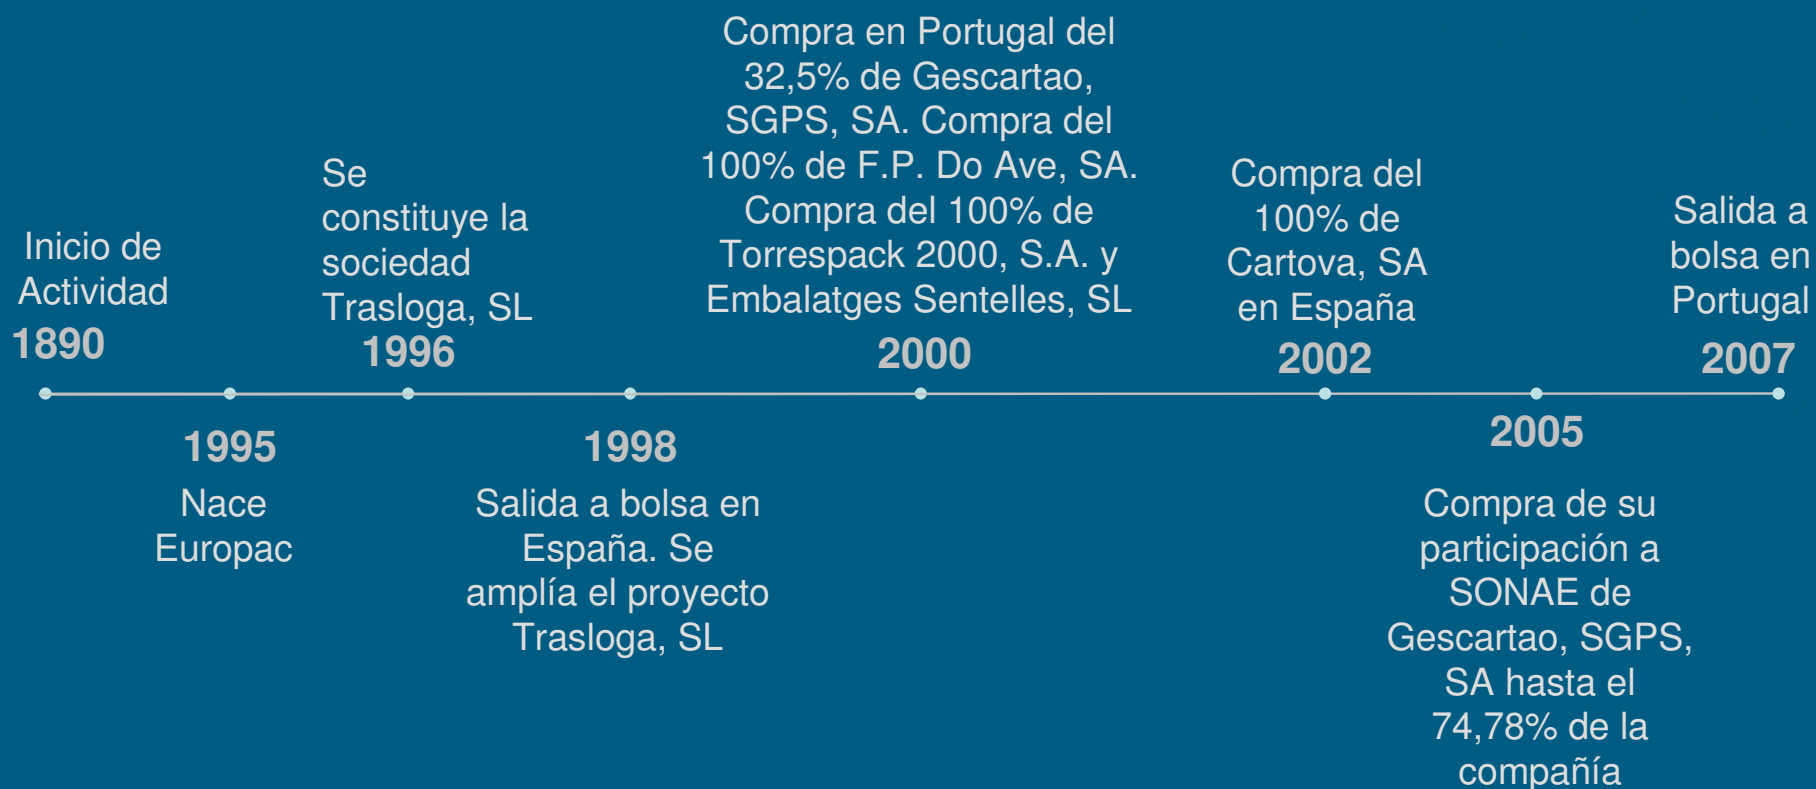 Inicio de
Actividad
1890
1995
Nace
Europac
Se
constituye la
sociedad
Trasloga, SL
1996
1998
Salida a bolsa en
España. Se
amplía el proyecto
Trasloga, SL
Compra en Portugal del
32,5% de Gescartao,
SGPS, SA. Compra del
100% de F.P. Do Ave, SA.
Compra del 100% de
Torrespack 2000, S.A. y
Embalatges Sentelles, SL
2000
Compra del
100% de
Cartova, SA
en España
2002
2005
Compra de su
participación a
SONAE de
Gescartao, SGPS,
SA hasta el
74,78% de la
compañía
Salida a
bolsa en
Portugal
2007